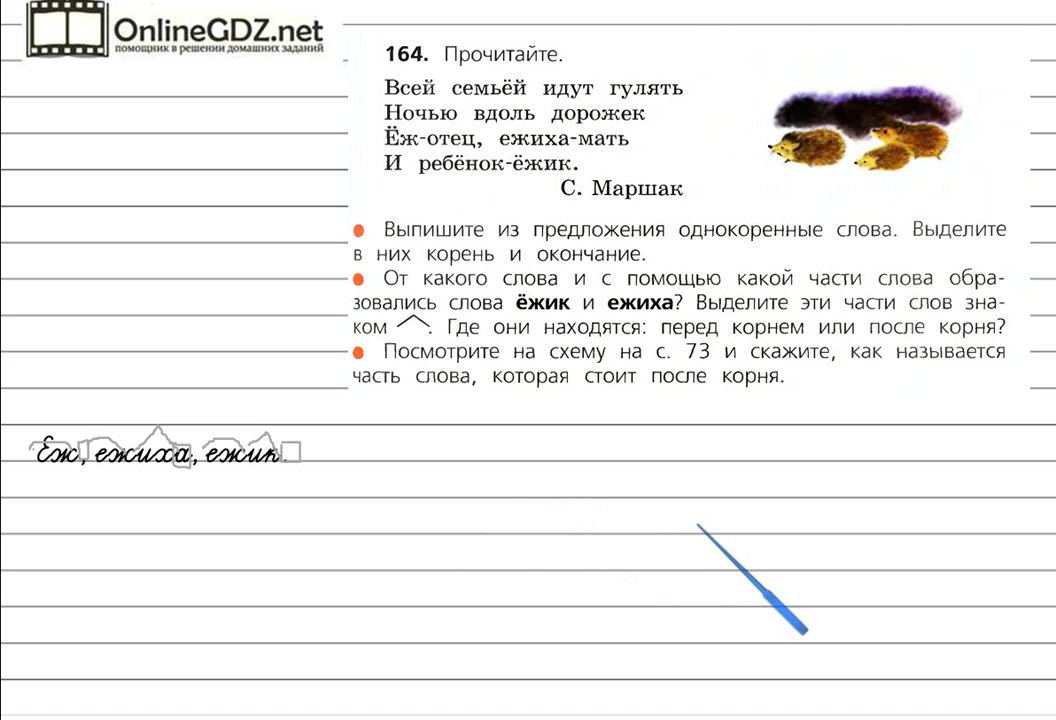 OnlineGDZ.net
помощник в решении домашних заданий
164. Прочитайте.
Всей семьёй идут гулять
Ночью вдоль дорожек
Ёж-отец, ежиха-мать
И ребёнок-ёжик.
С. Маршак
Выпишите из предложения однокоренные слова. Выделите
в них корень и окончание.
От какого слова и с помощью какой части слова обра-
зовались слова ёжик и ежиха? Выделите эти части слов зна-
ком . Где они находятся: перед корнем или после корня?
Посмотрите на схему на с. 73 и скажите, как называется
часть слова, которая стоит после корня.
Еж, ежиха, ежик